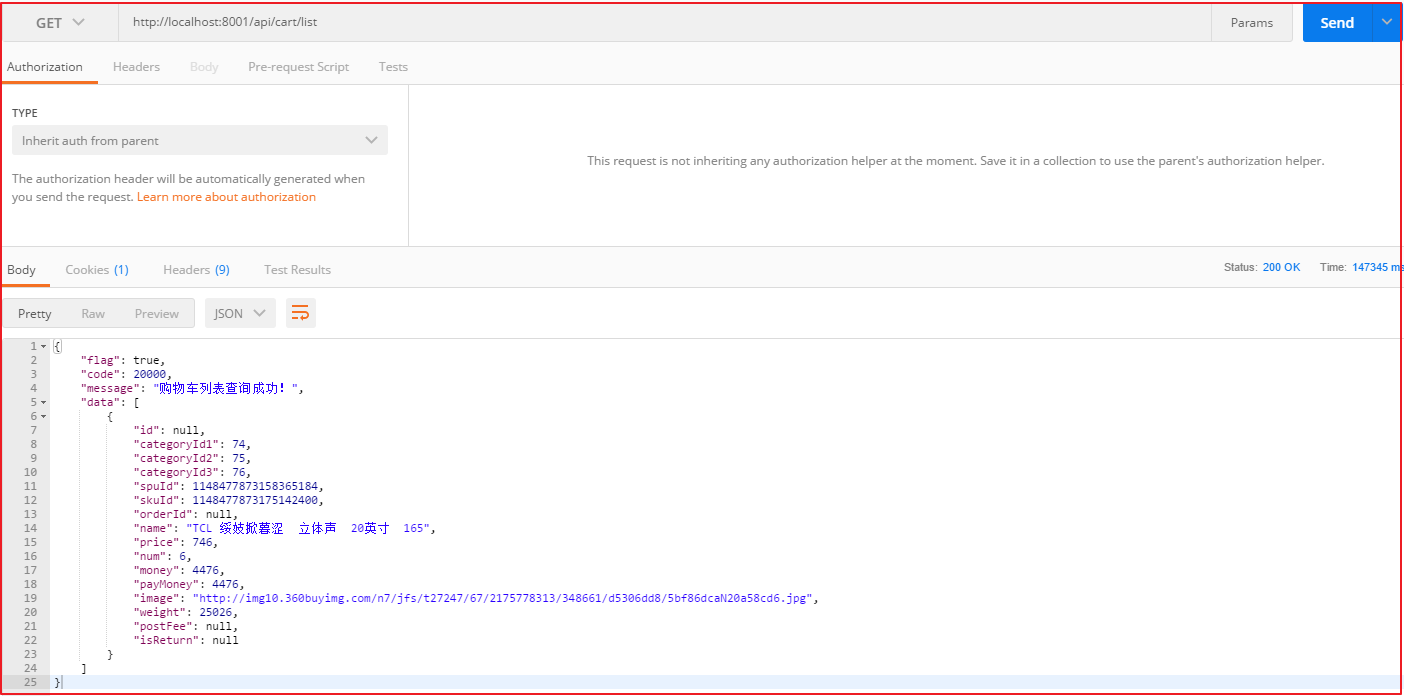 GET http://localhost:8001/api/cart/list Params Send
Authorization Headers Body Pre-request Script Tests
TYPE
Inherit auth from parent
This request is not inheriting any authorization helper at the moment. Save it in a collection to use the parent's authorization helper.
The authorization header will be automatically generated when
you send the request. Learn more about authorization
Body Cookies (1) Headers (9) Test Results Status: 200 OK Time: 147345 ms
Pretty Raw Preview JSON
1 {
2 "flag": true,
3 "code": 20000,
4 "message": "购物车列表查询成功！",
5 "data": [
6 {
7 "id": null,
8 "categoryId1": 74,
9 "categoryId2": 75,
10 "categoryId3": 76,
11 "spuId": 1148477873158365184,
12 "skuId": 1148477873175142400,
13 "orderId": null,
14 "name": "TCL 绥妓掀暮涩  立体声  20英寸  165",
15 "price": 746,
16 "num": 6,
17 "money": 4476,
18 "payMoney": 4476,
19 "image": "http://img10.360buyimg.com/n7/jfs/t27247/67/2175778313/348661/d5306dd8/5bf86dcaN20a58cd6.jpg",
20 "weight": 25026,
21 "postFee": null,
22 "isReturn": null
23 }
24 ]
25 }